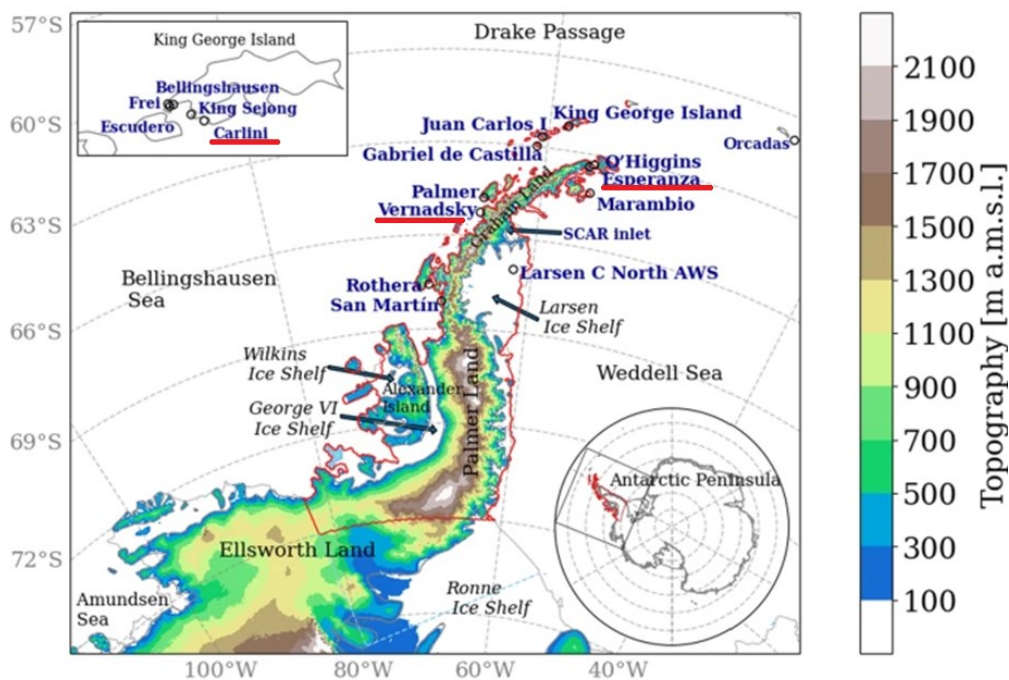 57°S
60°S
63°S
66°S
69°S
72°S
100°W
80°W
60°W
40°W
King George Island
Bellingshausen
Frei
King Sejong
Escudero
Carlini
Drake Passage
King George Island
Juan Carlos I
Gabriel de Castilla
Orcadas
O'Higgins
Esperanza
Marambio
Palmer
Vernadsky
Graham Land
SCAR inlet
Bellingshausen
Sea
Larsen C North AWS
Rothera
San Martín
Larsen
Ice Shelf
Wilkins
Ice Shelf
Alexander
Island
George VI
Ice Shelf
Palmer Land
Weddell Sea
Antarctic Peninsula
Ellsworth Land
Ronne
Ice Shelf
Amundsen
Sea
2100
1900
1700
1500
1300
1100
900
700
500
300
100
Topography [m a.m.s.l.]